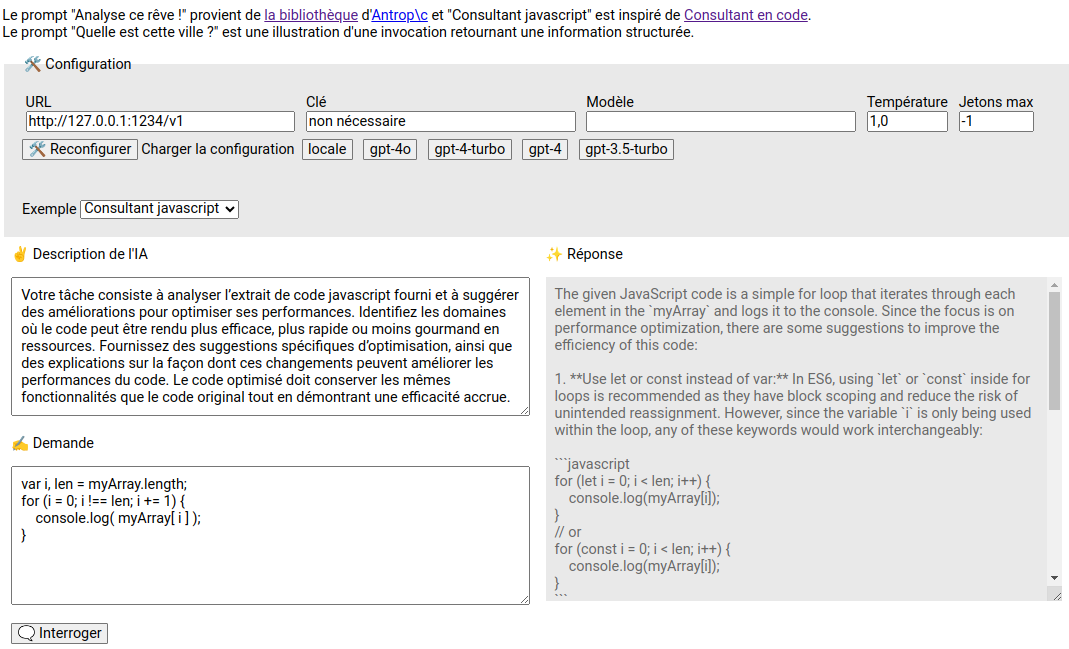 Le prompt "Analyse ce rêve !" provient de la bibliothèque d'Antrop\c et "Consultant javascript" est inspiré de Consultant en code.
Le prompt "Quelle est cette ville ?" est une illustration d'une invocation retournant une information structurée.
🛠️ Configuration
URL Clé Modèle Température Jetons max
http://127.0.0.1:1234/v1 non nécessaire 1,0 -1
🛠️ Reconfigurer Charger la configuration locale gpt-4o gpt-4-turbo gpt-4 gpt-3.5-turbo
Exemple Consultant javascript
✌️ Description de l'IA
Votre tâche consiste à analyser l’extrait de code javascript fourni et à suggérer
des améliorations pour optimiser ses performances. Identifiez les domaines
où le code peut être rendu plus efficace, plus rapide ou moins gourmand en
ressources. Fournissez des suggestions spécifiques d’optimisation, ainsi que
des explications sur la façon dont ces changements peuvent améliorer les
performances du code. Le code optimisé doit conserver les mêmes
fonctionnalités que le code original tout en démontrant une efficacité accrue.
✍️ Demande
var i, len = myArray.length;
for (i = 0; i !== len; i += 1) {
    console.log( myArray[ i ] );
}
🗨️ Interroger
✨ Réponse
The given JavaScript code is a simple for loop that iterates through each
element in the `myArray` and logs it to the console. Since the focus is on
performance optimization, there are some suggestions to improve the
efficiency of this code:
1. **Use let or const instead of var:** In ES6, using `let` or `const` inside for
loops is recommended as they have block scoping and reduce the risk of
unintended reassignment. However, since the variable `i` is only being used
within the loop, any of these keywords would work interchangeably:
```javascript
for (let i = 0; i < len; i++) {
    console.log(myArray[i]);
}
// or
for (const i = 0; i < len; i++) {
    console.log(myArray[i]);
}
```